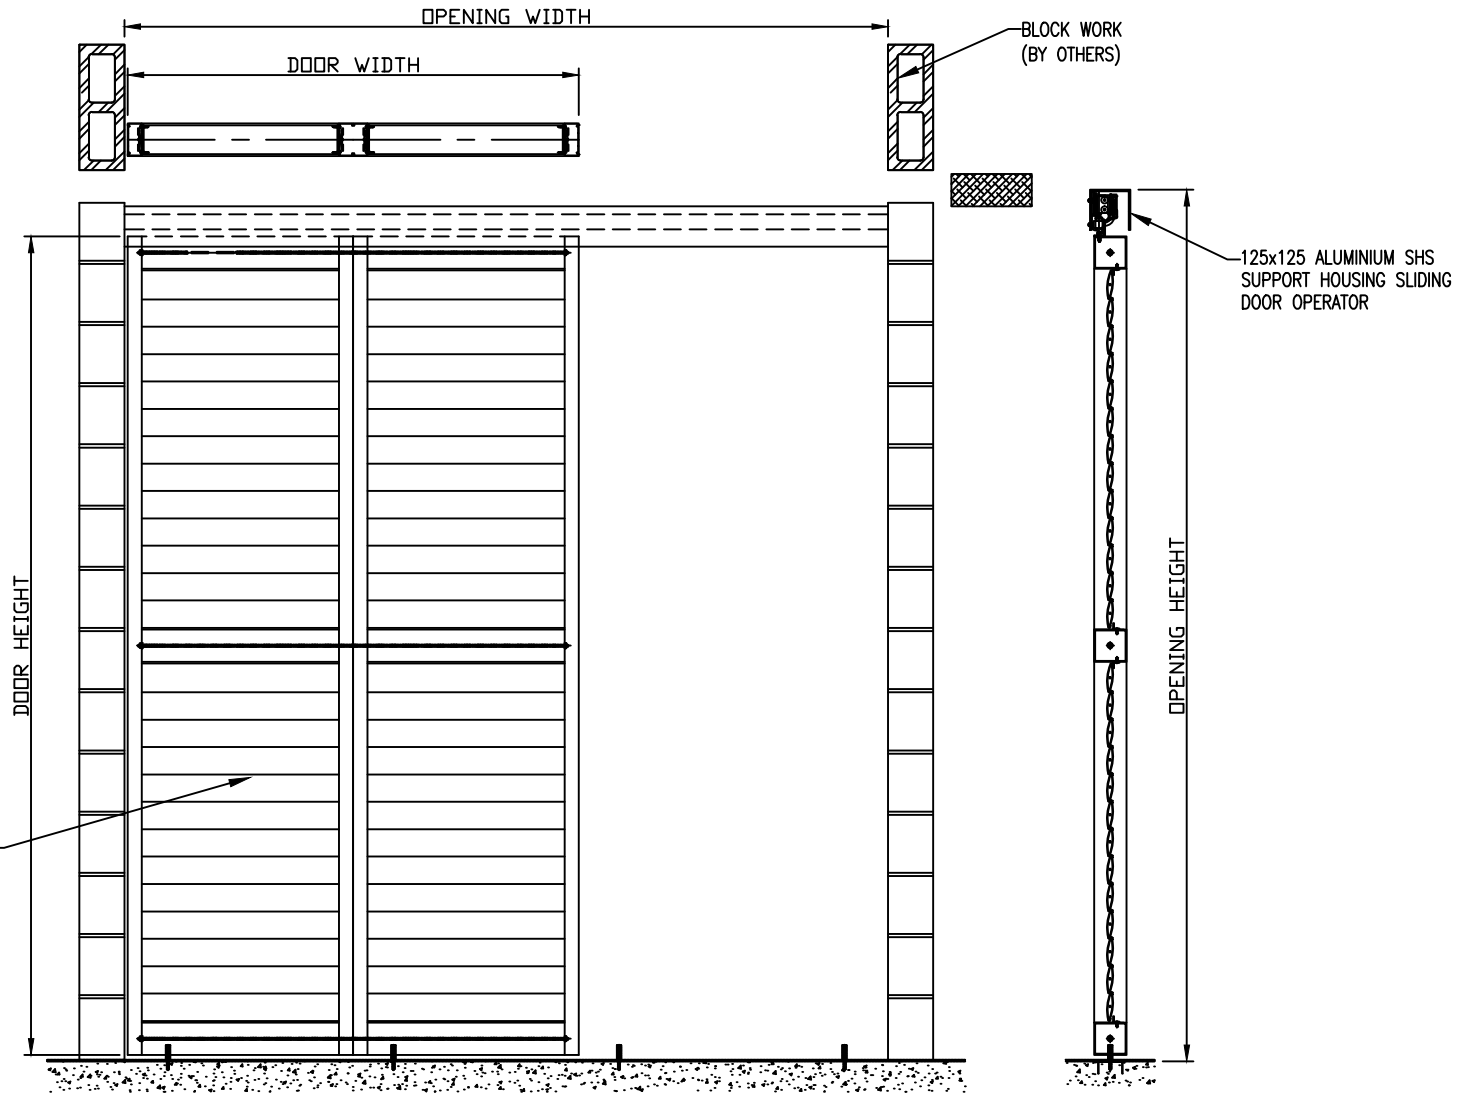 OPENING WIDTH
BLOCK WORK
(BY OTHERS)
DOOR WIDTH
125x125 ALUMINIUM SHS
SUPPORT HOUSING SLIDING
DOOR OPERATOR
DOOR HEIGHT
OPENING HEIGHT